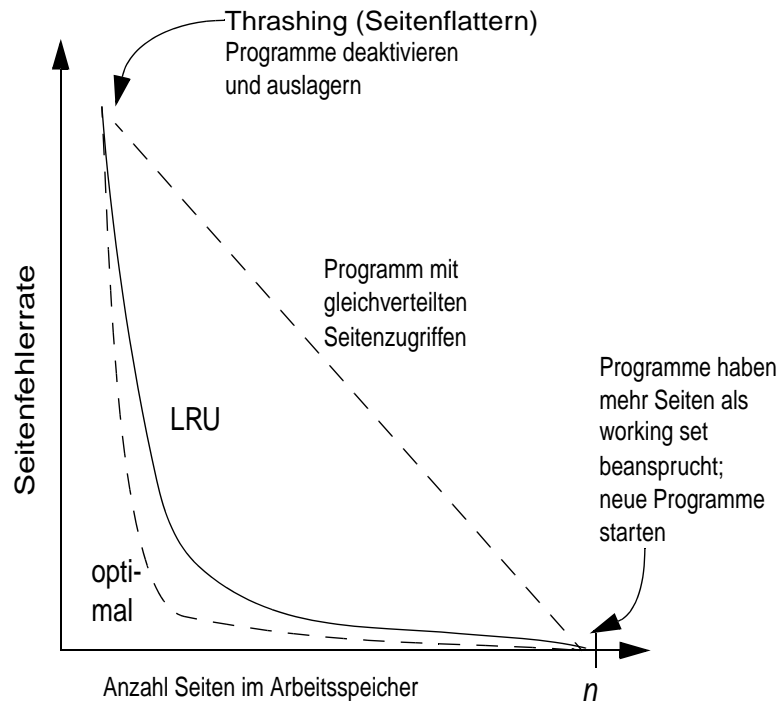 Thrashing (Seitenflattern)
Programme deaktivieren
und auslagern
Seitenfehlerrate
Programm mit
gleichverteilten
Seitenzugriffen
Programme haben
mehr Seiten als
working set
beansprucht;
neue Programme
starten
LRU
opti-
mal
Anzahl Seiten im Arbeitsspeicher
n